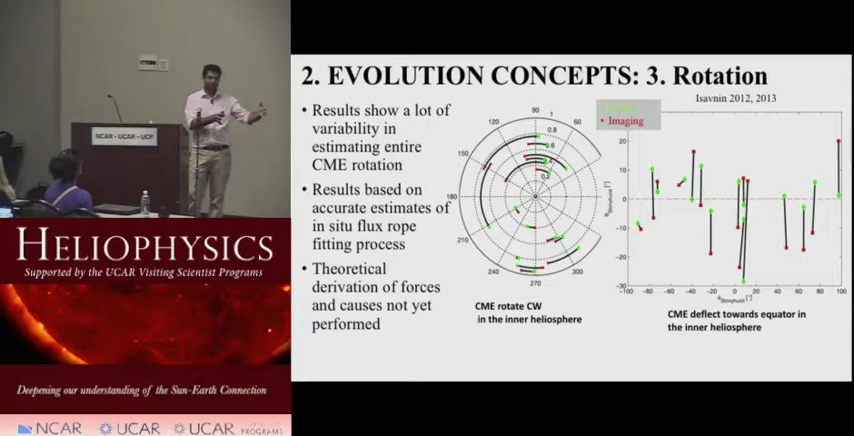 NCAR • UCAR • UCP
HELIOPHYSICS
Supported by the UCAR Visiting Scientist Programs
Deepening our understanding of the Sun-Earth Connection
NCAR UCAR UCAR PROGRAMS
2. EVOLUTION CONCEPTS: 3. Rotation
• Results show a lot of
variability in
estimating entire
CME rotation
• Results based on
accurate estimates of
in situ flux rope
fitting process
• Theoretical
derivation of forces
and causes not yet
performed
90
120
60
1
0.8
150
180
210
240
270
300
CME rotate CW
in the inner heliosphere
Isavnin 2012, 2013
• Imaging
20
10
0
-10
-20
-30
-100 -80 -60 -40 -20 0 20 40 60 80 100
CME deflect towards equator in
the inner heliosphere